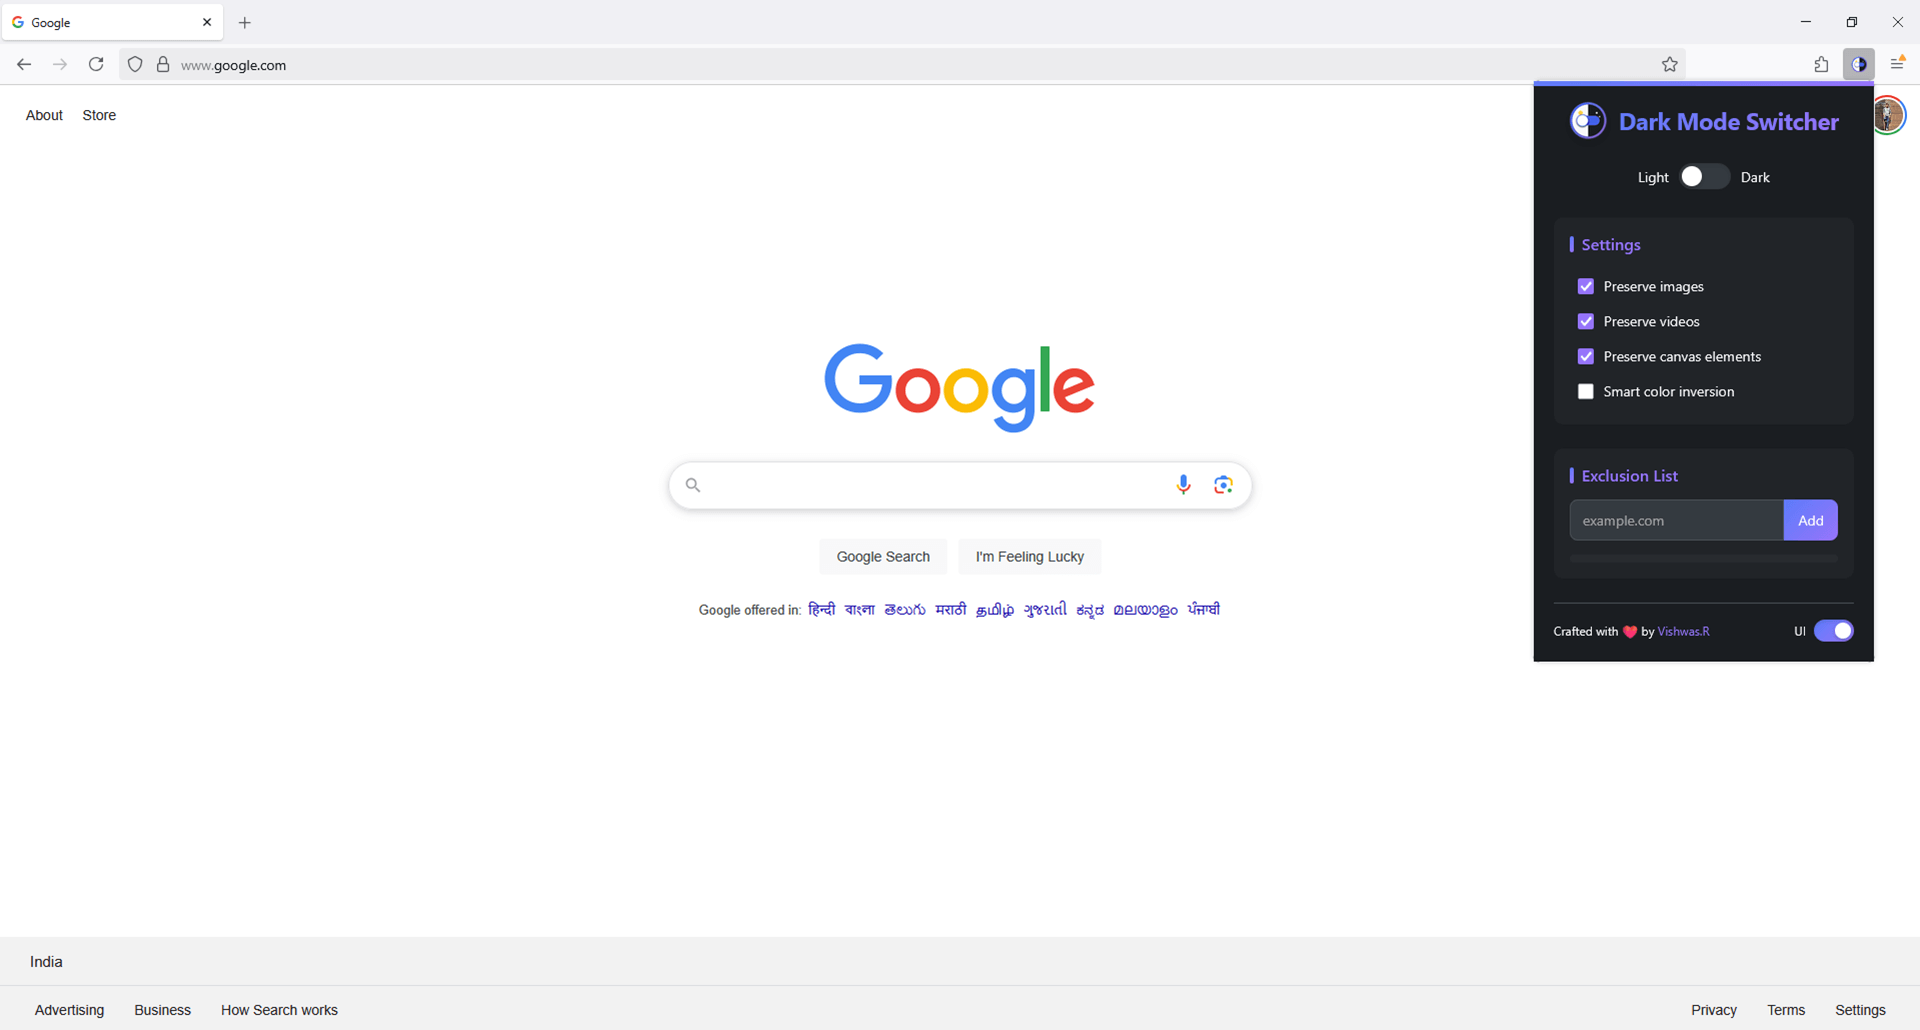 Google
www.google.com
About Store
Dark Mode Switcher
Light Dark
Settings
Preserve images
Preserve videos
Preserve canvas elements
Smart color inversion
Exclusion List
example.com Add
Crafted with ❤️ by Vishwas.R UI
Google
Google Search I'm Feeling Lucky
Google offered in: हिन्दी বাংলা తెలుగు मराठी தமிழ் ગુજરાતી ಕನ್ನಡ മലയാളം ਪੰਜਾਬੀ
India
Advertising Business How Search works Privacy Terms Settings